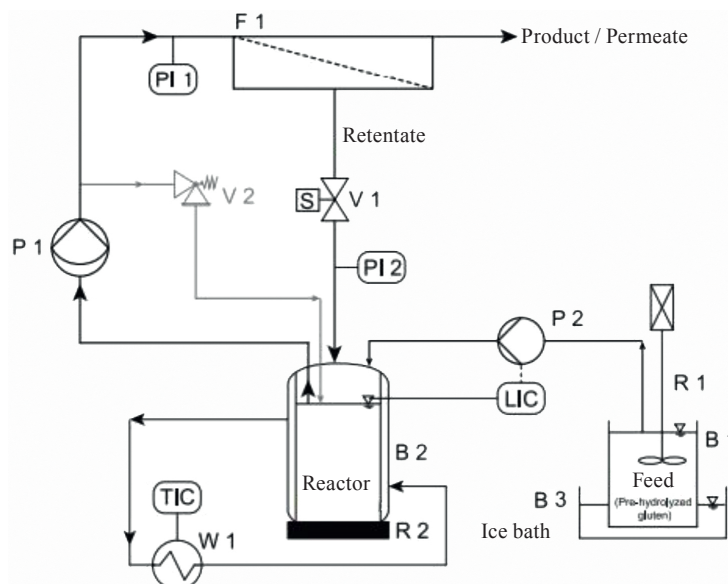 F 1
Product / Permeate
PI 1
Retentate
V 2
S
V 1
P 1
PI 2
P 2
R 1
LIC
B 2
B
Reactor
Feed
(Pre-hydrolyzed
gluten)
TIC
B 3
Ice bath
R 2
W 1